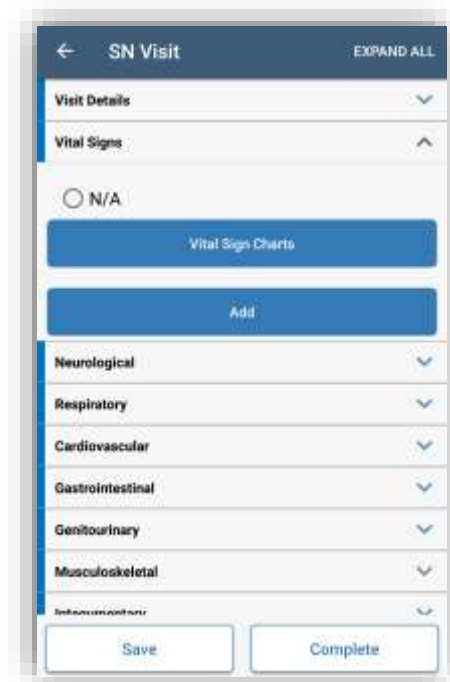 ← SN Visit EXPAND ALL
Visit Details
Vital Signs
N/A
Vital Sign Charts
Add
Neurological
Respiratory
Cardiovascular
Gastrointestinal
Genitourinary
Musculoskeletal
Integumentary
Save Complete